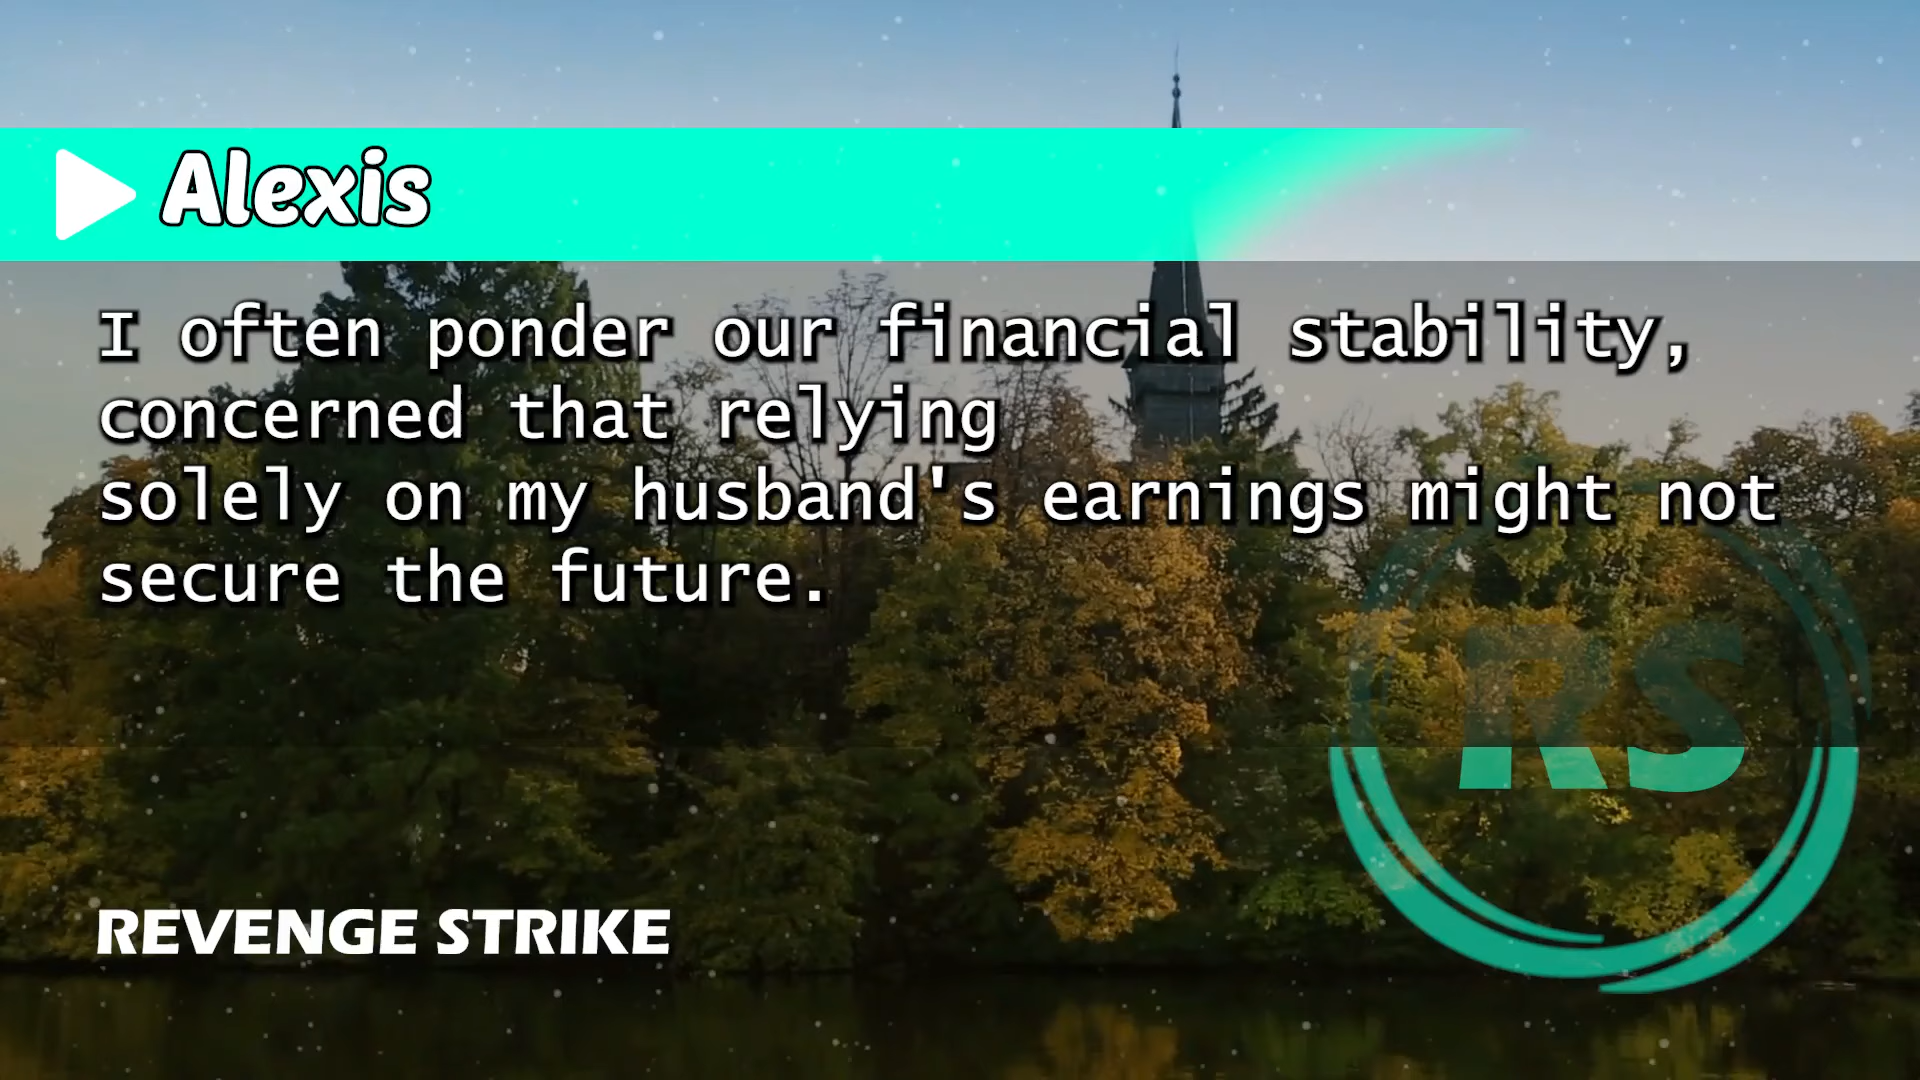 Alexis
I often ponder our financial stability,
concerned that relying
solely on my husband's earnings might not
secure the future.
RS
REVENGE STRIKE